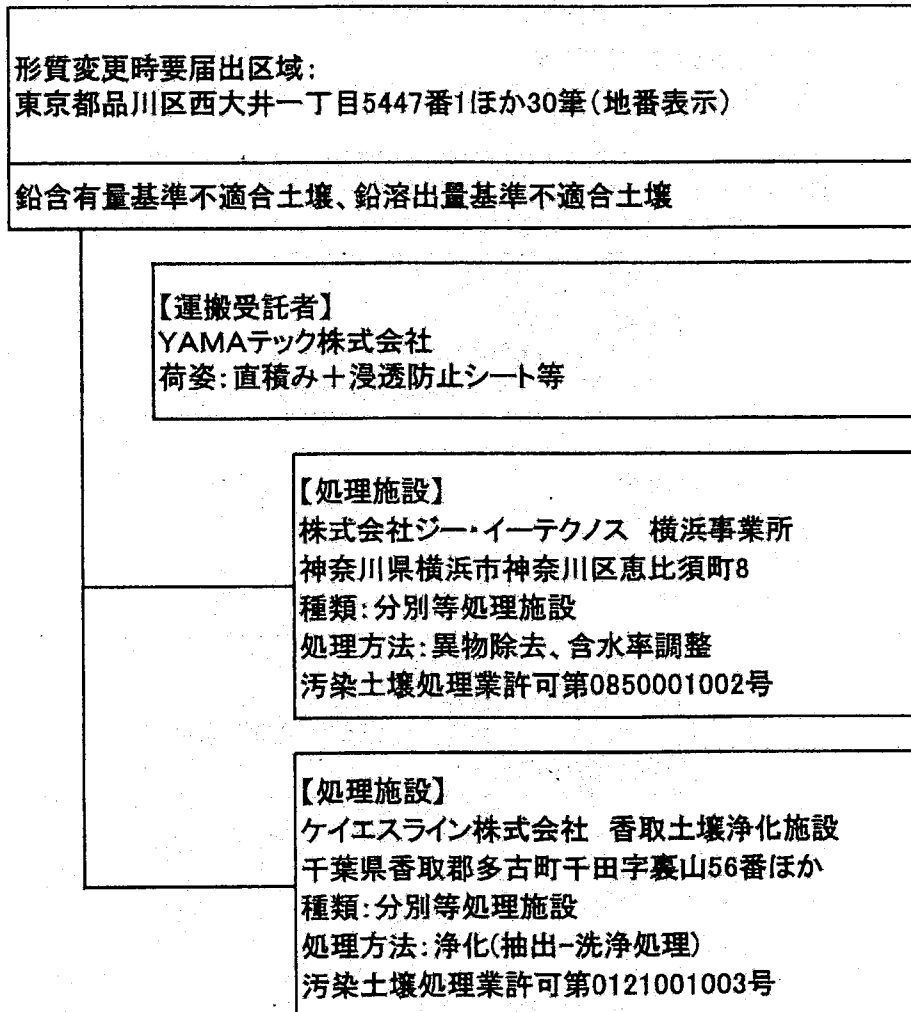 形質変更時要届出区域:
東京都品川区西大井一丁目5447番1ほか30筆(地番表示)
鉛含有量基準不適合土壌、鉛溶出量基準不適合土壌
【運搬受託者】
YAMAテック株式会社
荷姿:直積み+浸透防止シート等
【処理施設】
株式会社ジー・イーテクノス 横浜事業所
神奈川県横浜市神奈川区恵比須町8
種類:分別等処理施設
処理方法:異物除去、含水率調整
汚染土壌処理業許可第0850001002号
【処理施設】
ケイエスライン株式会社 香取土壌浄化施設
千葉県香取郡多古町千田字裏山56番ほか
種類:分別等処理施設
処理方法:浄化(抽出-洗浄処理)
汚染土壌処理業許可第0121001003号